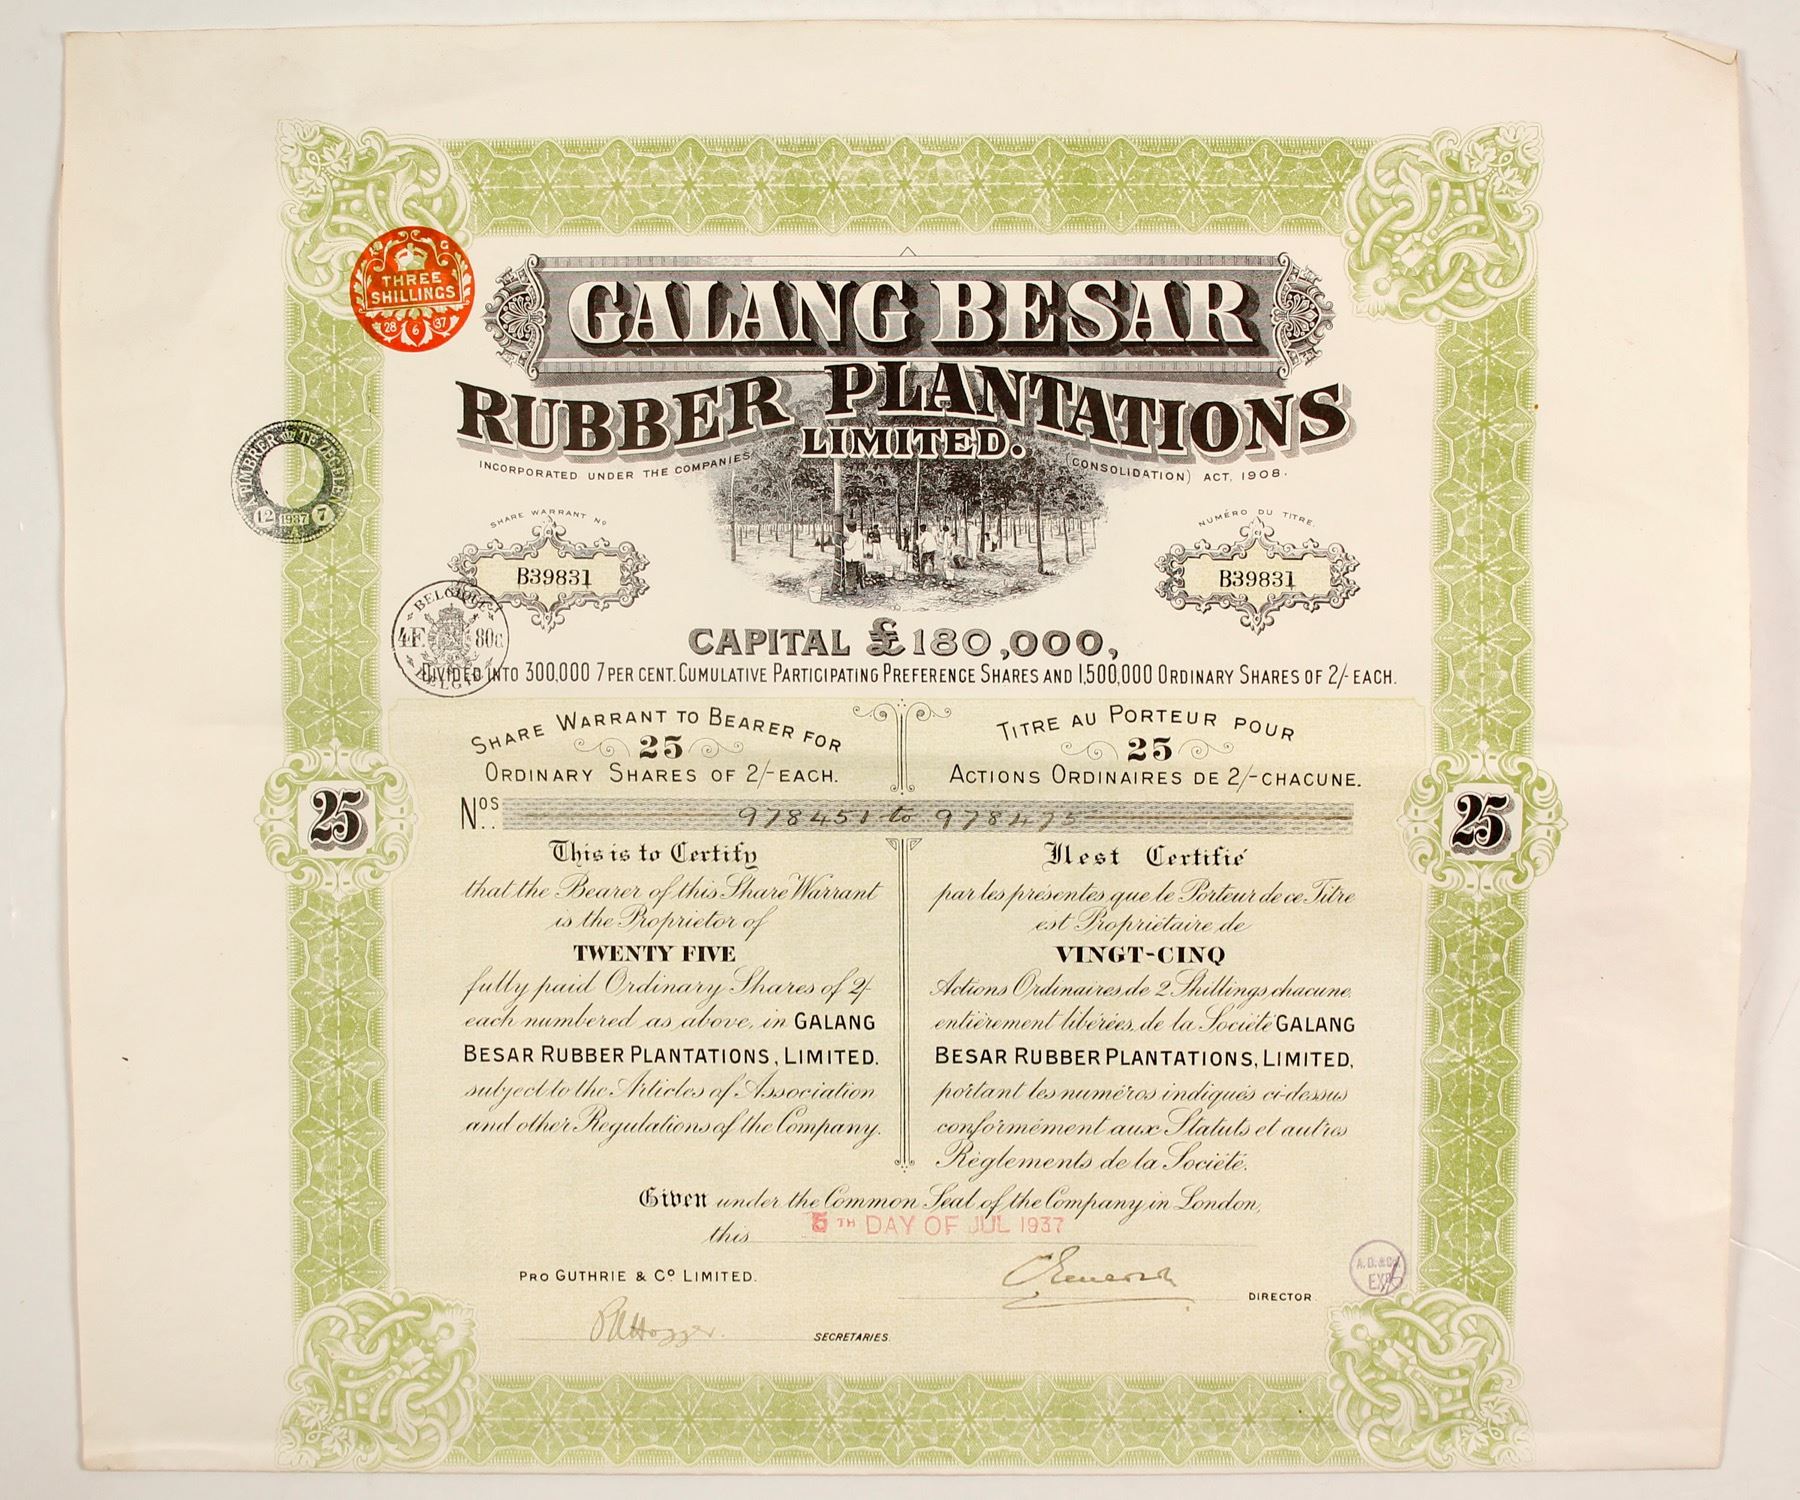 THREE
SHILLINGS
28 6 37
GALANG BESAR
RUBBER PLANTATIONS
LIMITED.
INCORPORATED UNDER THE COMPANIES (CONSOLIDATION) ACT, 1908.
TIMBRER
12 1937 7
SHARE WARRANT No
B39831
NUMÉRO DU TITRE.
B39831
BELGIQUE
4F. 80c
BELGIË
CAPITAL £180,000,
DIVIDED INTO 300,000 7 PER CENT. CUMULATIVE PARTICIPATING PREFERENCE SHARES AND 1,500,000 ORDINARY SHARES OF 2/- EACH.
SHARE WARRANT TO BEARER FOR
25
ORDINARY SHARES OF 2/- EACH.
TITRE AU PORTEUR POUR
25
ACTIONS ORDINAIRES DE 2/- CHACUNE.
Nos. 978451 to 978475
25
25
This is to Certify
that the Bearer of this Share Warrant
is the Proprietor of
TWENTY FIVE
fully paid Ordinary Shares of 2/-
each numbered as above, in GALANG
BESAR RUBBER PLANTATIONS, LIMITED.
subject to the Articles of Association
and other Regulations of the Company.
Il est Certifié
par les présentes que le Porteur de ce Titre
est Propriétaire de
VINGT-CINQ
Actions Ordinaires de 2 Shillings chacune,
entièrement libérées, de la Société GALANG
BESAR RUBBER PLANTATIONS, LIMITED,
portant les numéros indiqués ci-dessus
conformément aux Statuts et autres
Règlements de la Société.
Given under the Common Seal of the Company in London,
this 6TH DAY OF JUL 1937
PRO GUTHRIE & Co LIMITED.
SECRETARIES.
DIRECTOR